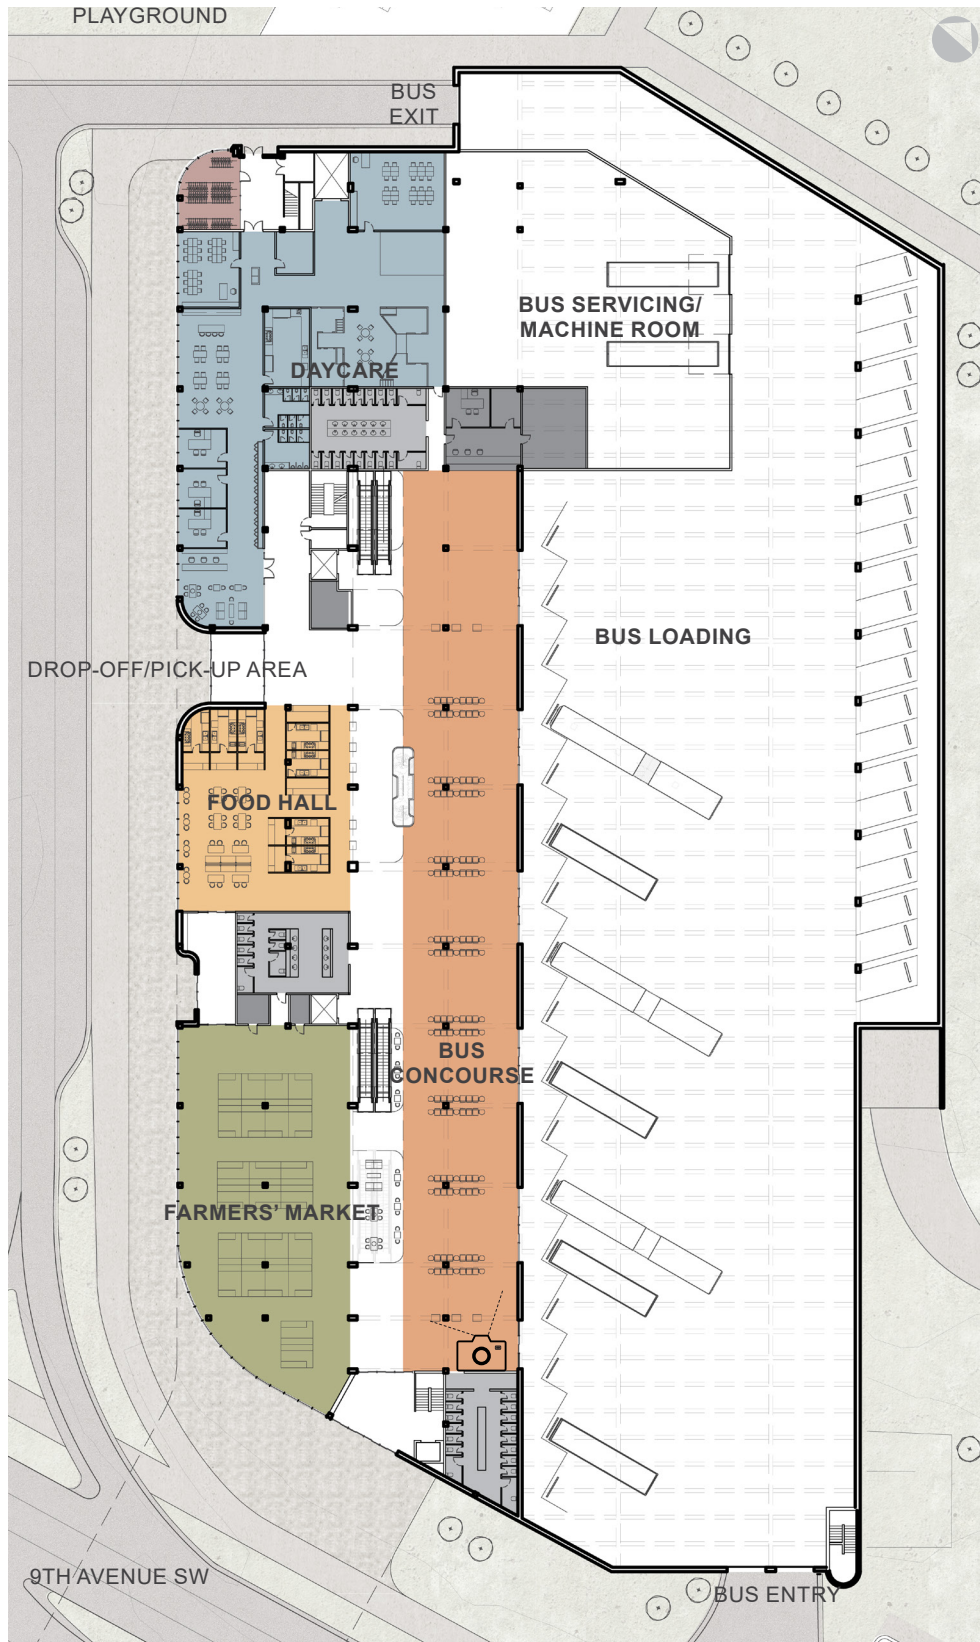 PLAYGROUND
BUS
EXIT
BUS SERVICING/
MACHINE ROOM
DAYCARE
BUS LOADING
DROP-OFF/PICK-UP AREA
FOOD HALL
BUS
CONCOURSE
FARMERS' MARKET
9TH AVENUE SW
BUS ENTRY